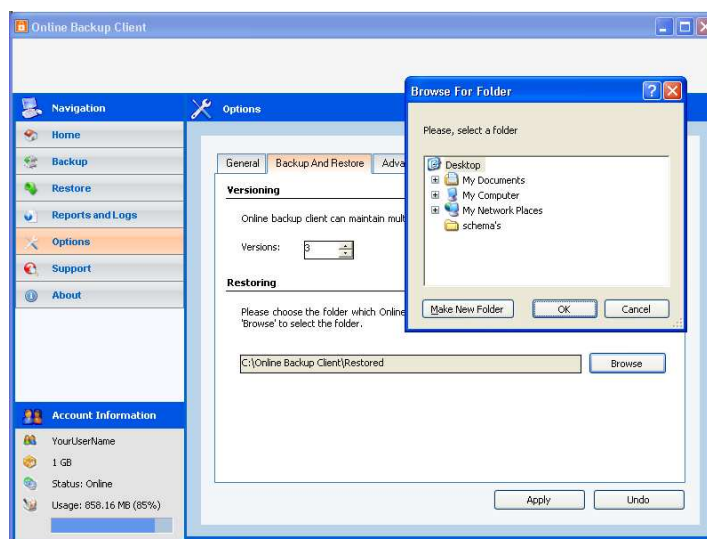 Online Backup Client
Navigation
Home
Backup
Restore
Reports and Logs
Options
Support
About
Account Information
YourUserName
1 GB
Status: Online
Usage: 858.16 MB (85%)
Options
General
Backup And Restore
Adva
Versioning
Online backup client can maintain mul
Versions:
3
Restoring
Please choose the folder which Online
'Browse' to select the folder.
C:\Online Backup Client\Restored
Browse
Apply
Undo
Browse For Folder
Please, select a folder
Desktop
My Documents
My Computer
My Network Places
schema's
Make New Folder
OK
Cancel